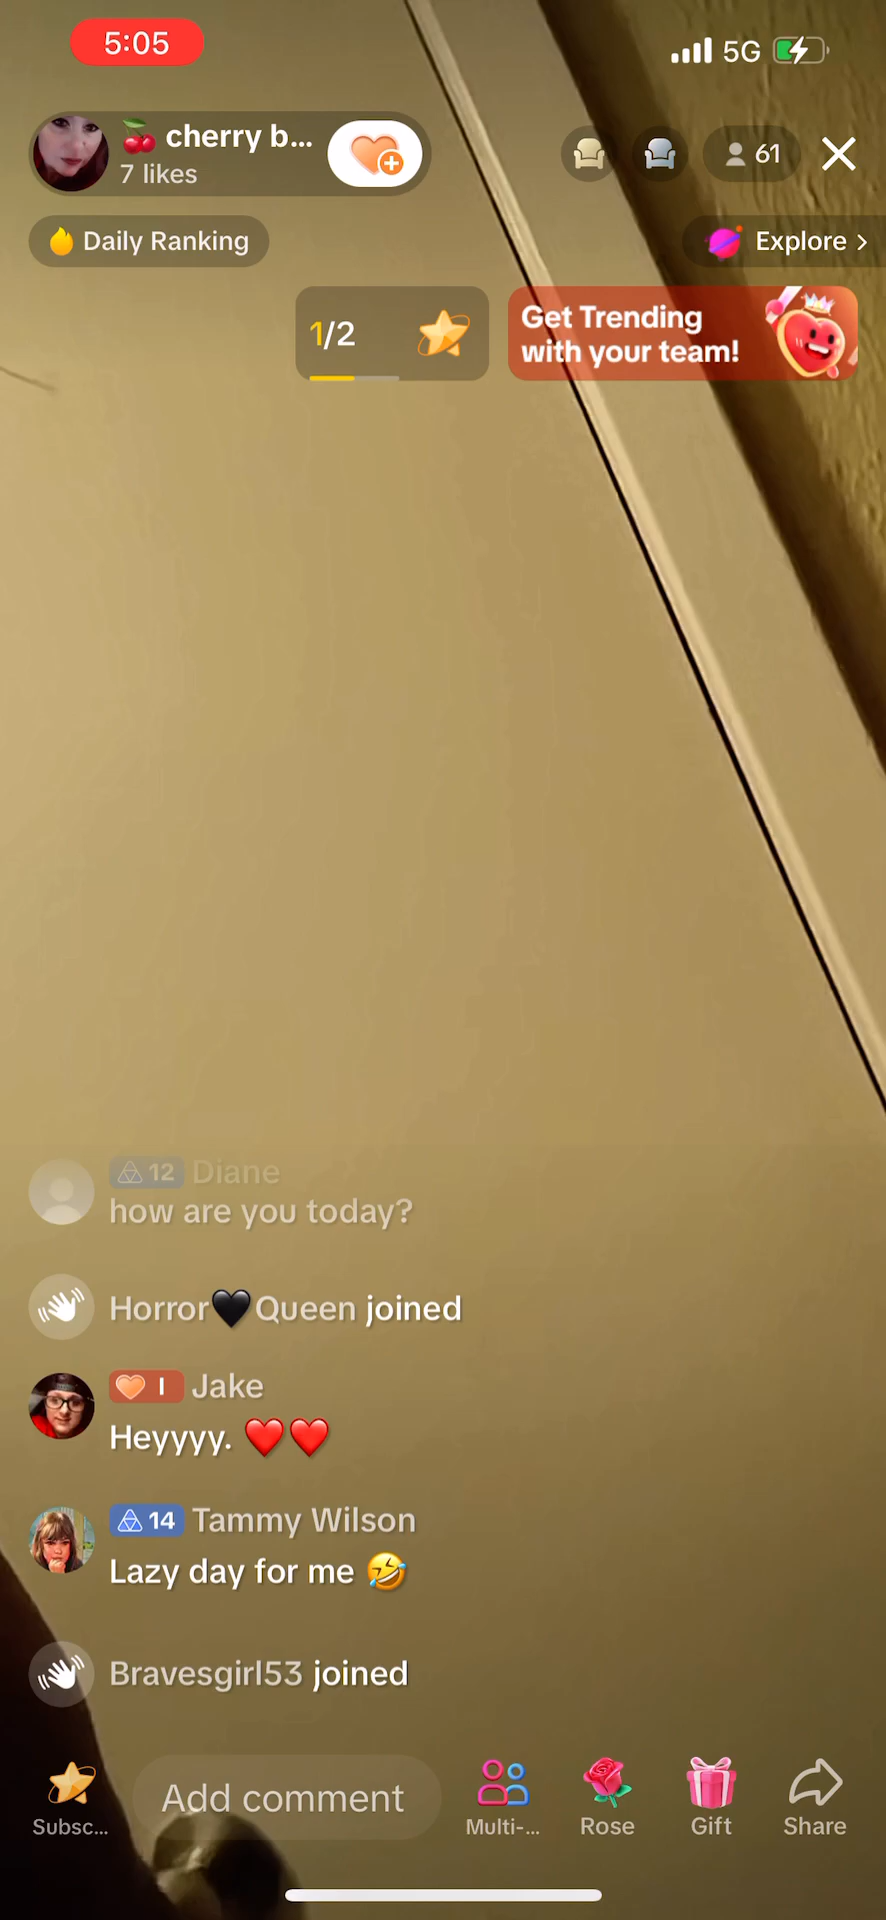 5:05
5G
🍒 cherry b...
7 likes
61
Daily Ranking
Explore >
1/2
Get Trending
with your team!
12 Diane
how are you today?
Horror🖤Queen joined
I Jake
Heyyyy. ❤️❤️
14 Tammy Wilson
Lazy day for me 🤣
Bravesgirl53 joined
Add comment
Subsc...
Multi-...
Rose
Gift
Share